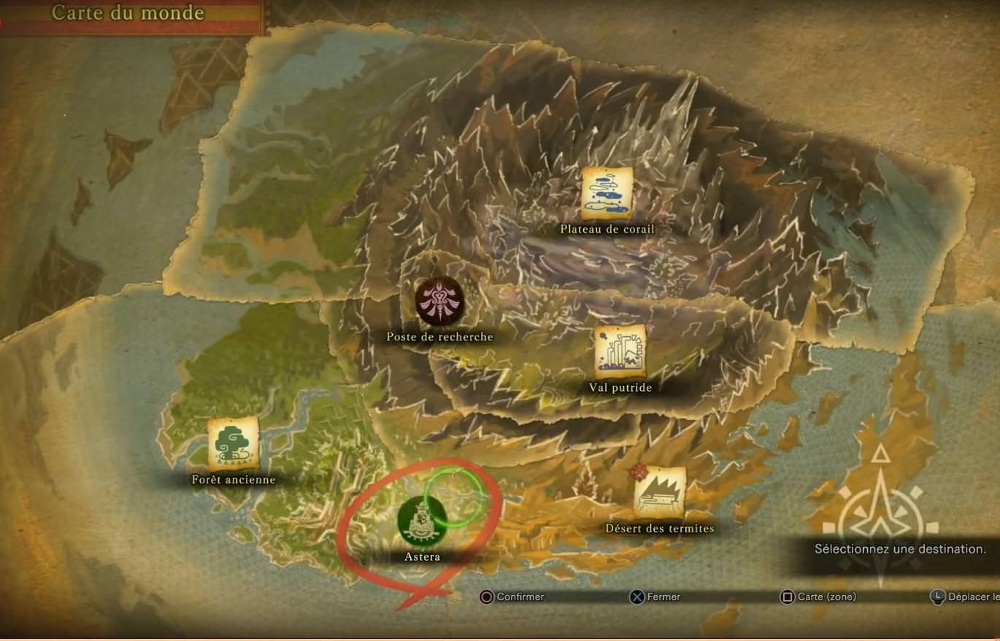 Carte du monde
Plateau de corail
Poste de recherche
Val putride
Forêt ancienne
Désert des termites
Astera
Sélectionnez une destination.
Confirmer
Fermer
Carte (zone)
L Déplacer le